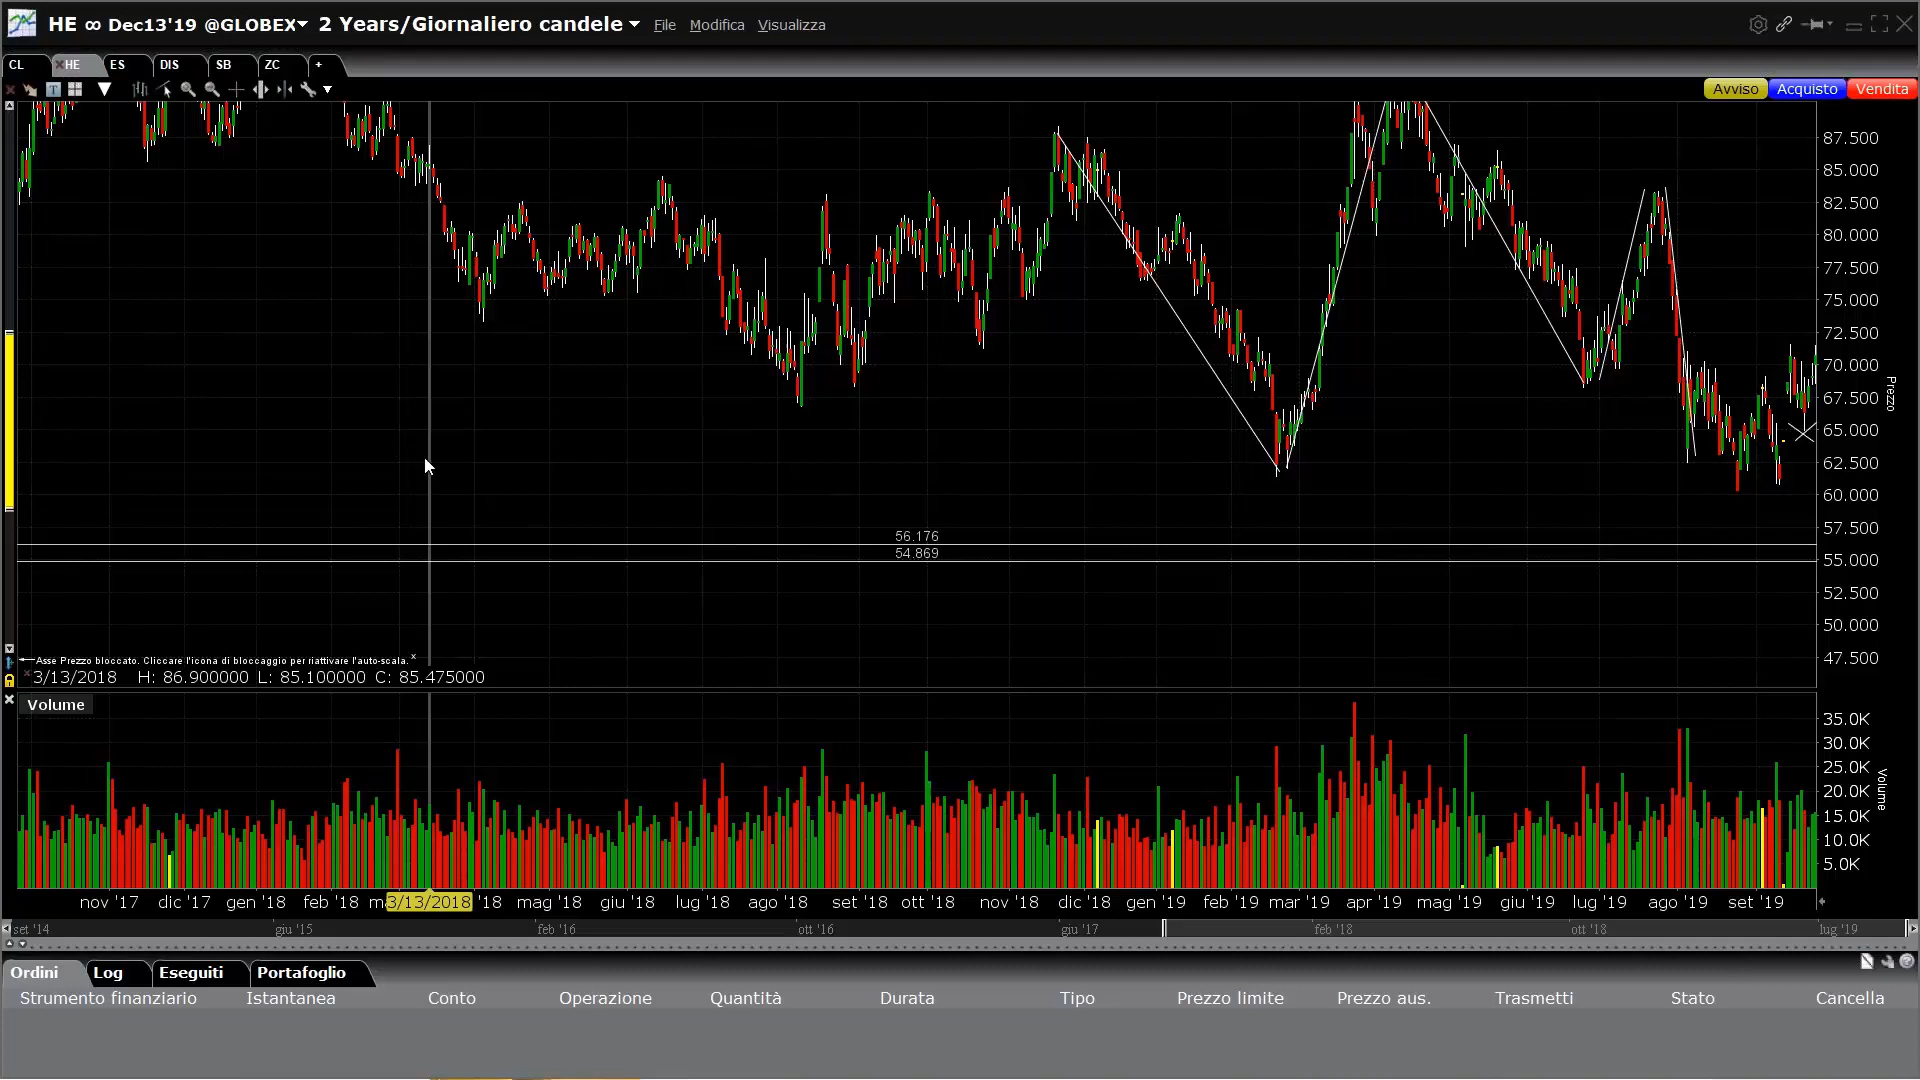 HE ∞ Dec13'19 @GLOBEX 2 Years/Giornaliero candele File Modifica Visualizza
CL HE ES DIS SB ZC +
T
Avviso Acquisto Vendita
87.500
85.000
82.500
80.000
77.500
75.000
72.500
70.000
67.500
65.000
62.500
60.000
57.500
55.000
52.500
50.000
47.500
Prezzo
56.176
54.869
Asse Prezzo bloccato. Cliccare l'icona di bloccaggio per riattivare l'auto-scala. x
3/13/2018 H: 86.900000 L: 85.100000 C: 85.475000
Volume
35.0K
30.0K
25.0K
20.0K
15.0K
10.0K
5.0K
Volume
nov '17 dic '17 gen '18 feb '18 m 3/13/2018 '18 mag '18 giu '18 lug '18 ago '18 set '18 ott '18 nov '18 dic '18 gen '19 feb '19 mar '19 apr '19 mag '19 giu '19 lug '19 ago '19 set '19
set '14 giu '15 feb '16 ott '16 giu '17 feb '18 ott '18 lug '19
Ordini Log Eseguiti Portafoglio
Strumento finanziario Istantanea Conto Operazione Quantità Durata Tipo Prezzo limite Prezzo aus. Trasmetti Stato Cancella